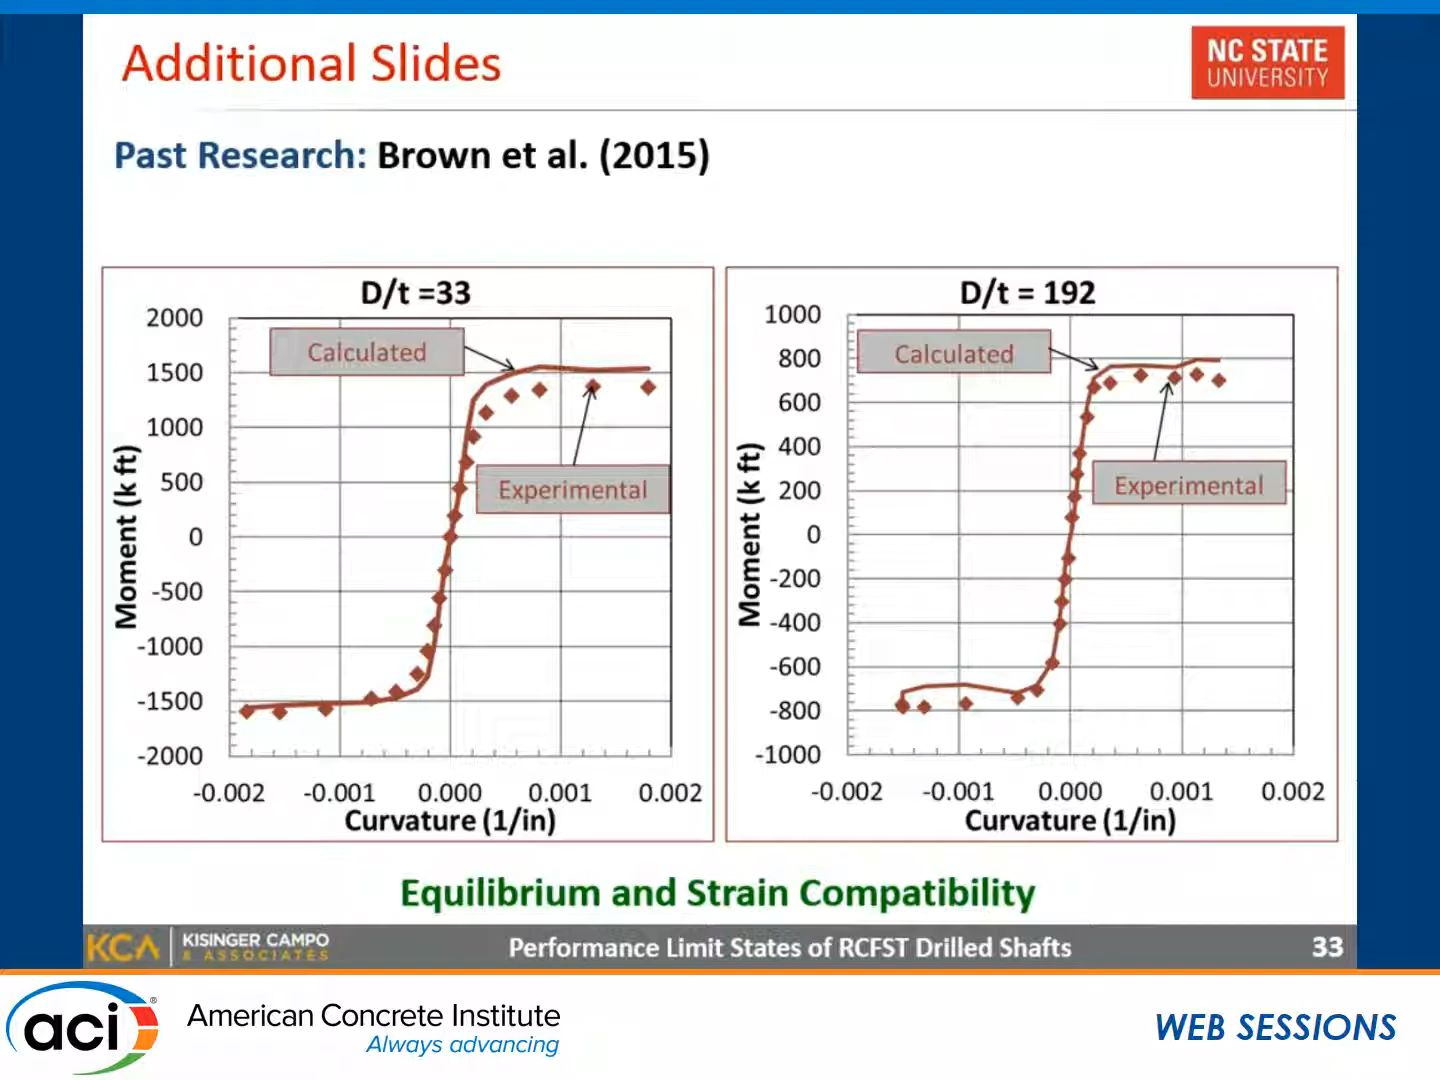 Additional Slides
NC STATE
UNIVERSITY
Past Research: Brown et al. (2015)
D/t =33
Moment (k ft)
2000
1500
1000
500
0
-500
-1000
-1500
-2000
Calculated
Experimental
-0.002 -0.001 0.000 0.001 0.002
Curvature (1/in)
D/t = 192
Moment (k ft)
1000
800
600
400
200
0
-200
-400
-600
-800
-1000
Calculated
Experimental
-0.002 -0.001 0.000 0.001 0.002
Curvature (1/in)
Equilibrium and Strain Compatibility
KCA
KISINGER CAMPO
& ASSOCIATES
Performance Limit States of RCFST Drilled Shafts
33
aci®
American Concrete Institute
Always advancing
WEB SESSIONS